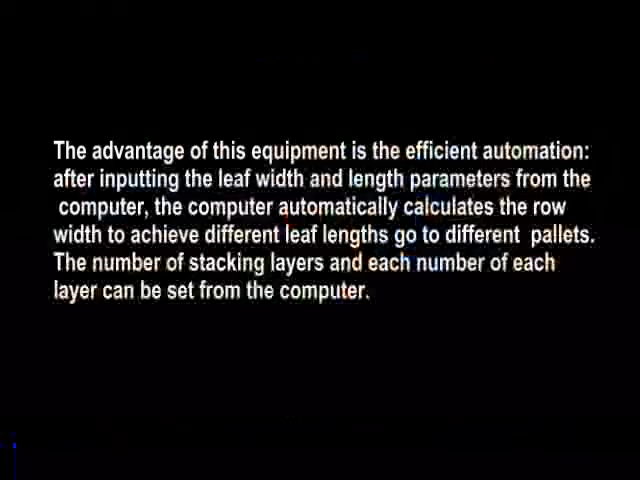 The advantage of this equipment is the efficient automation:
after inputting the leaf width and length parameters from the
computer, the computer automatically calculates the row
width to achieve different leaf lengths go to different pallets.
The number of stacking layers and each number of each
layer can be set from the computer.